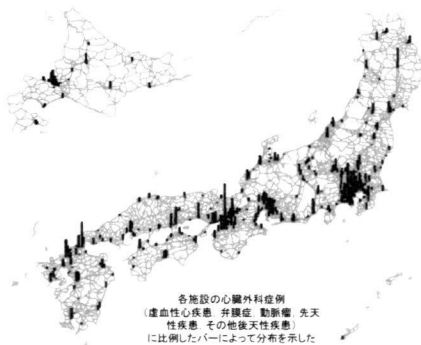 各施設の心臓外科症例
(虚血性心疾患 弁膜症 動脈瘤 先天
性疾患 その他後天性疾患)
に比例したバーによって分布を示した